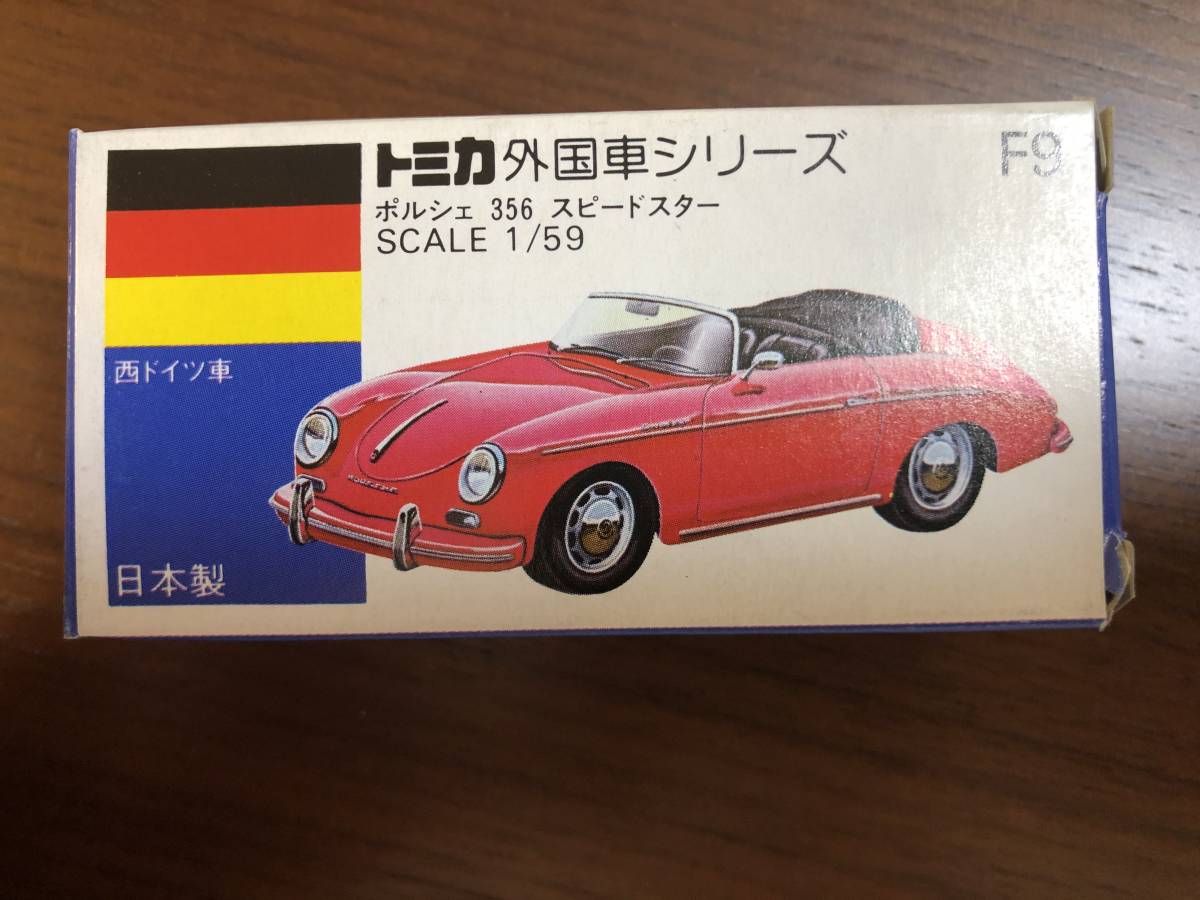 トミカ 外国車シリーズ F9
ポルシェ 356 スピードスター
SCALE 1/59
西ドイツ車
日本製